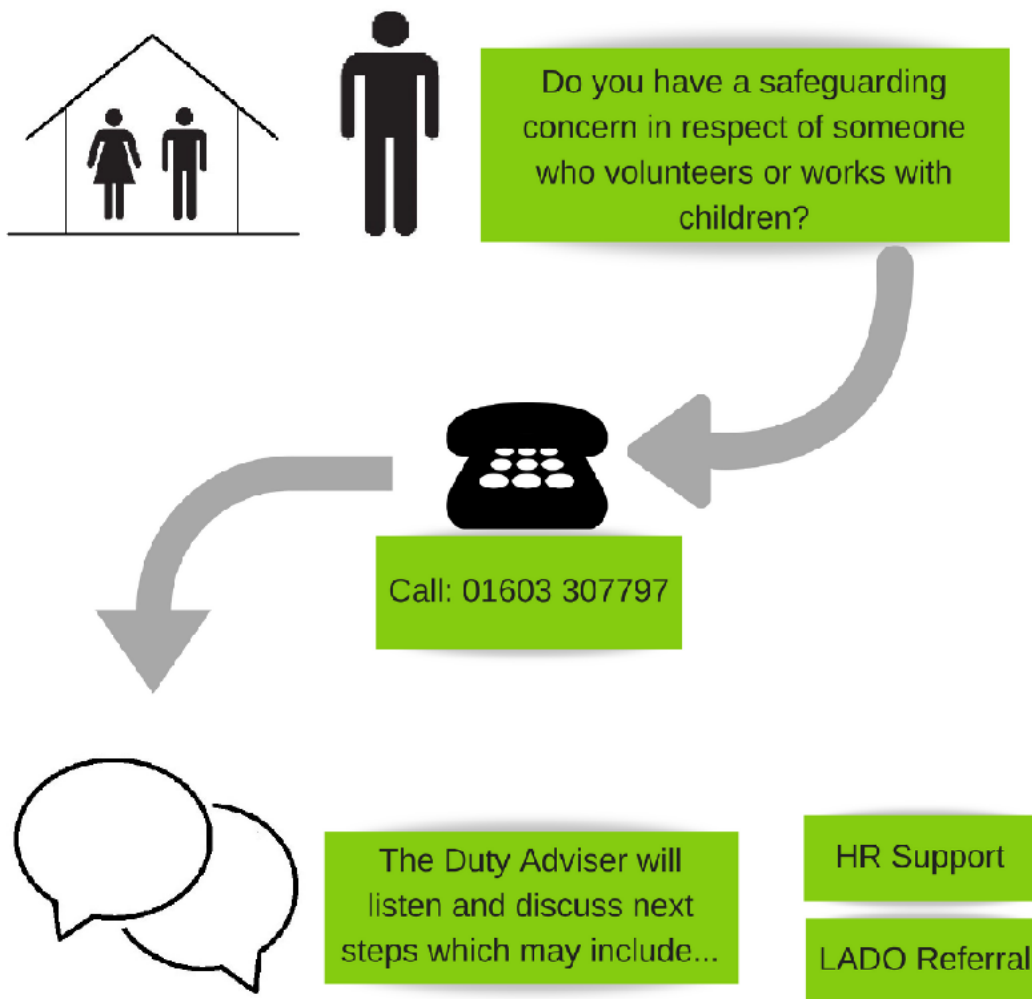 Do you have a safeguarding
concern in respect of someone
who volunteers or works with
children?
Call: 01603 307797
The Duty Adviser will
listen and discuss next
steps which may include...
HR Support
LADO Referral